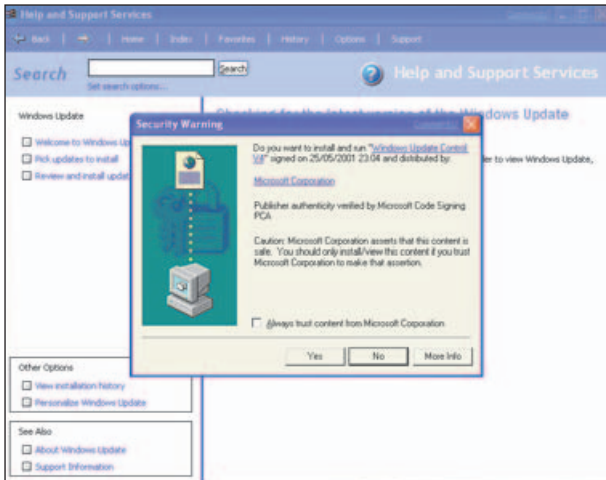 Help and Support Services
Back | | Home | Index | Favorites | History | Options | Support
Search
Search
Set search options...
Help and Support Services
Windows Update
Welcome to Windows Up
Pick updates to install
Review and install updat
Other Options
View installation history
Personalize Windows Update
See Also
About Windows Update
Support Information
Checking for the latest version of the Windows Update
er to view Windows Update,
Security Warning
Do you want to install and run "Windows Update Control
V4" signed on 25/05/2001 23:04 and distributed by:
Microsoft Corporation
Publisher authenticity verified by Microsoft Code Signing
PCA
Caution: Microsoft Corporation asserts that this content is
safe. You should only install/view this content if you trust
Microsoft Corporation to make that assertion.
Always trust content from Microsoft Corporation
Yes
No
More Info